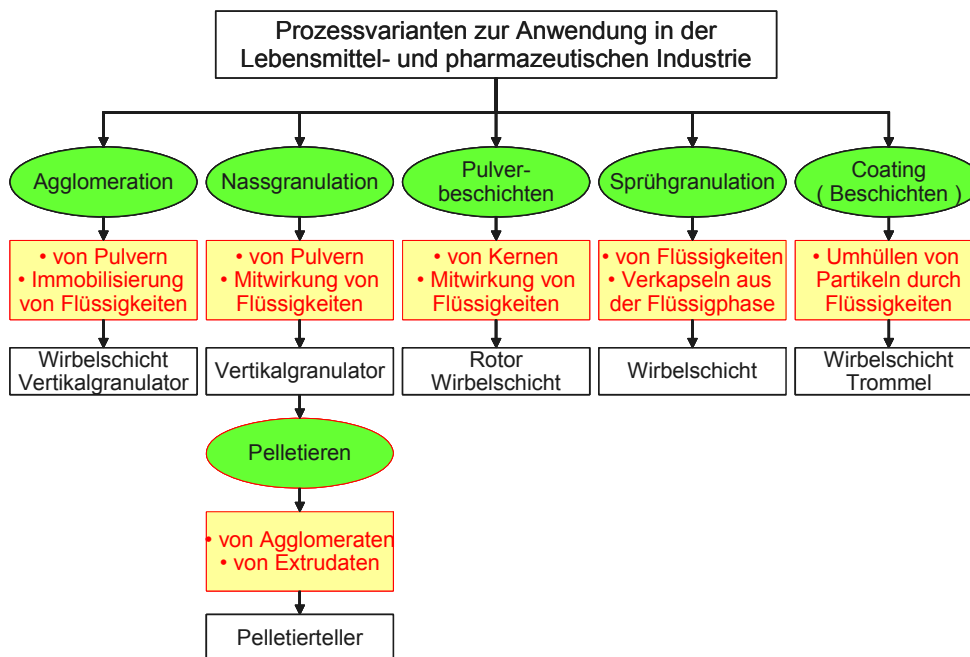 Prozessvarianten zur Anwendung in der
Lebensmittel- und pharmazeutischen Industrie
Agglomeration
Nassgranulation
Pulver-
beschichten
Sprühgranulation
Coating
( Beschichten )
• von Pulvern
• Immobilisierung
von Flüssigkeiten
• von Pulvern
• Mitwirkung von
Flüssigkeiten
• von Kernen
• Mitwirkung von
Flüssigkeiten
• von Flüssigkeiten
• Verkapseln aus
der Flüssigphase
• Umhüllen von
Partikeln durch
Flüssigkeiten
Wirbelschicht
Vertikalgranulator
Vertikalgranulator
Rotor
Wirbelschicht
Wirbelschicht
Wirbelschicht
Trommel
Pelletieren
• von Agglomeraten
• von Extrudaten
Pelletierteller